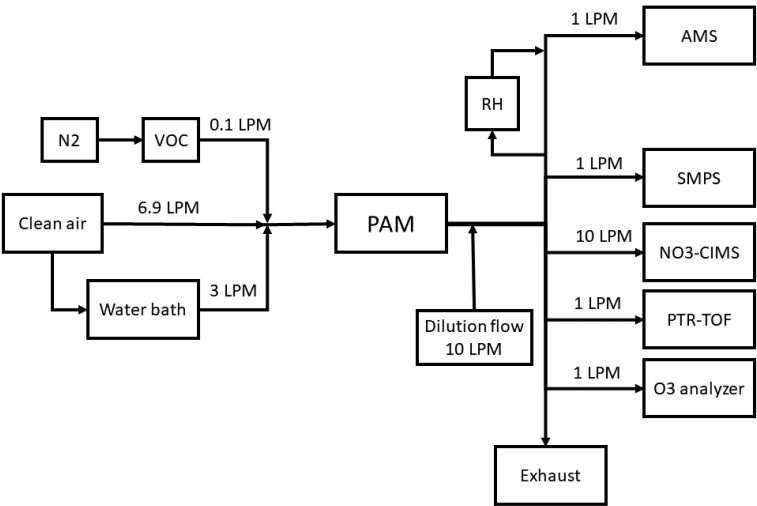 1 LPM
AMS
RH
N2
VOC
0.1 LPM
1 LPM
SMPS
Clean air
6.9 LPM
PAM
10 LPM
NO3-CIMS
Water bath
3 LPM
Dilution flow
10 LPM
1 LPM
PTR-TOF
1 LPM
O3 analyzer
Exhaust